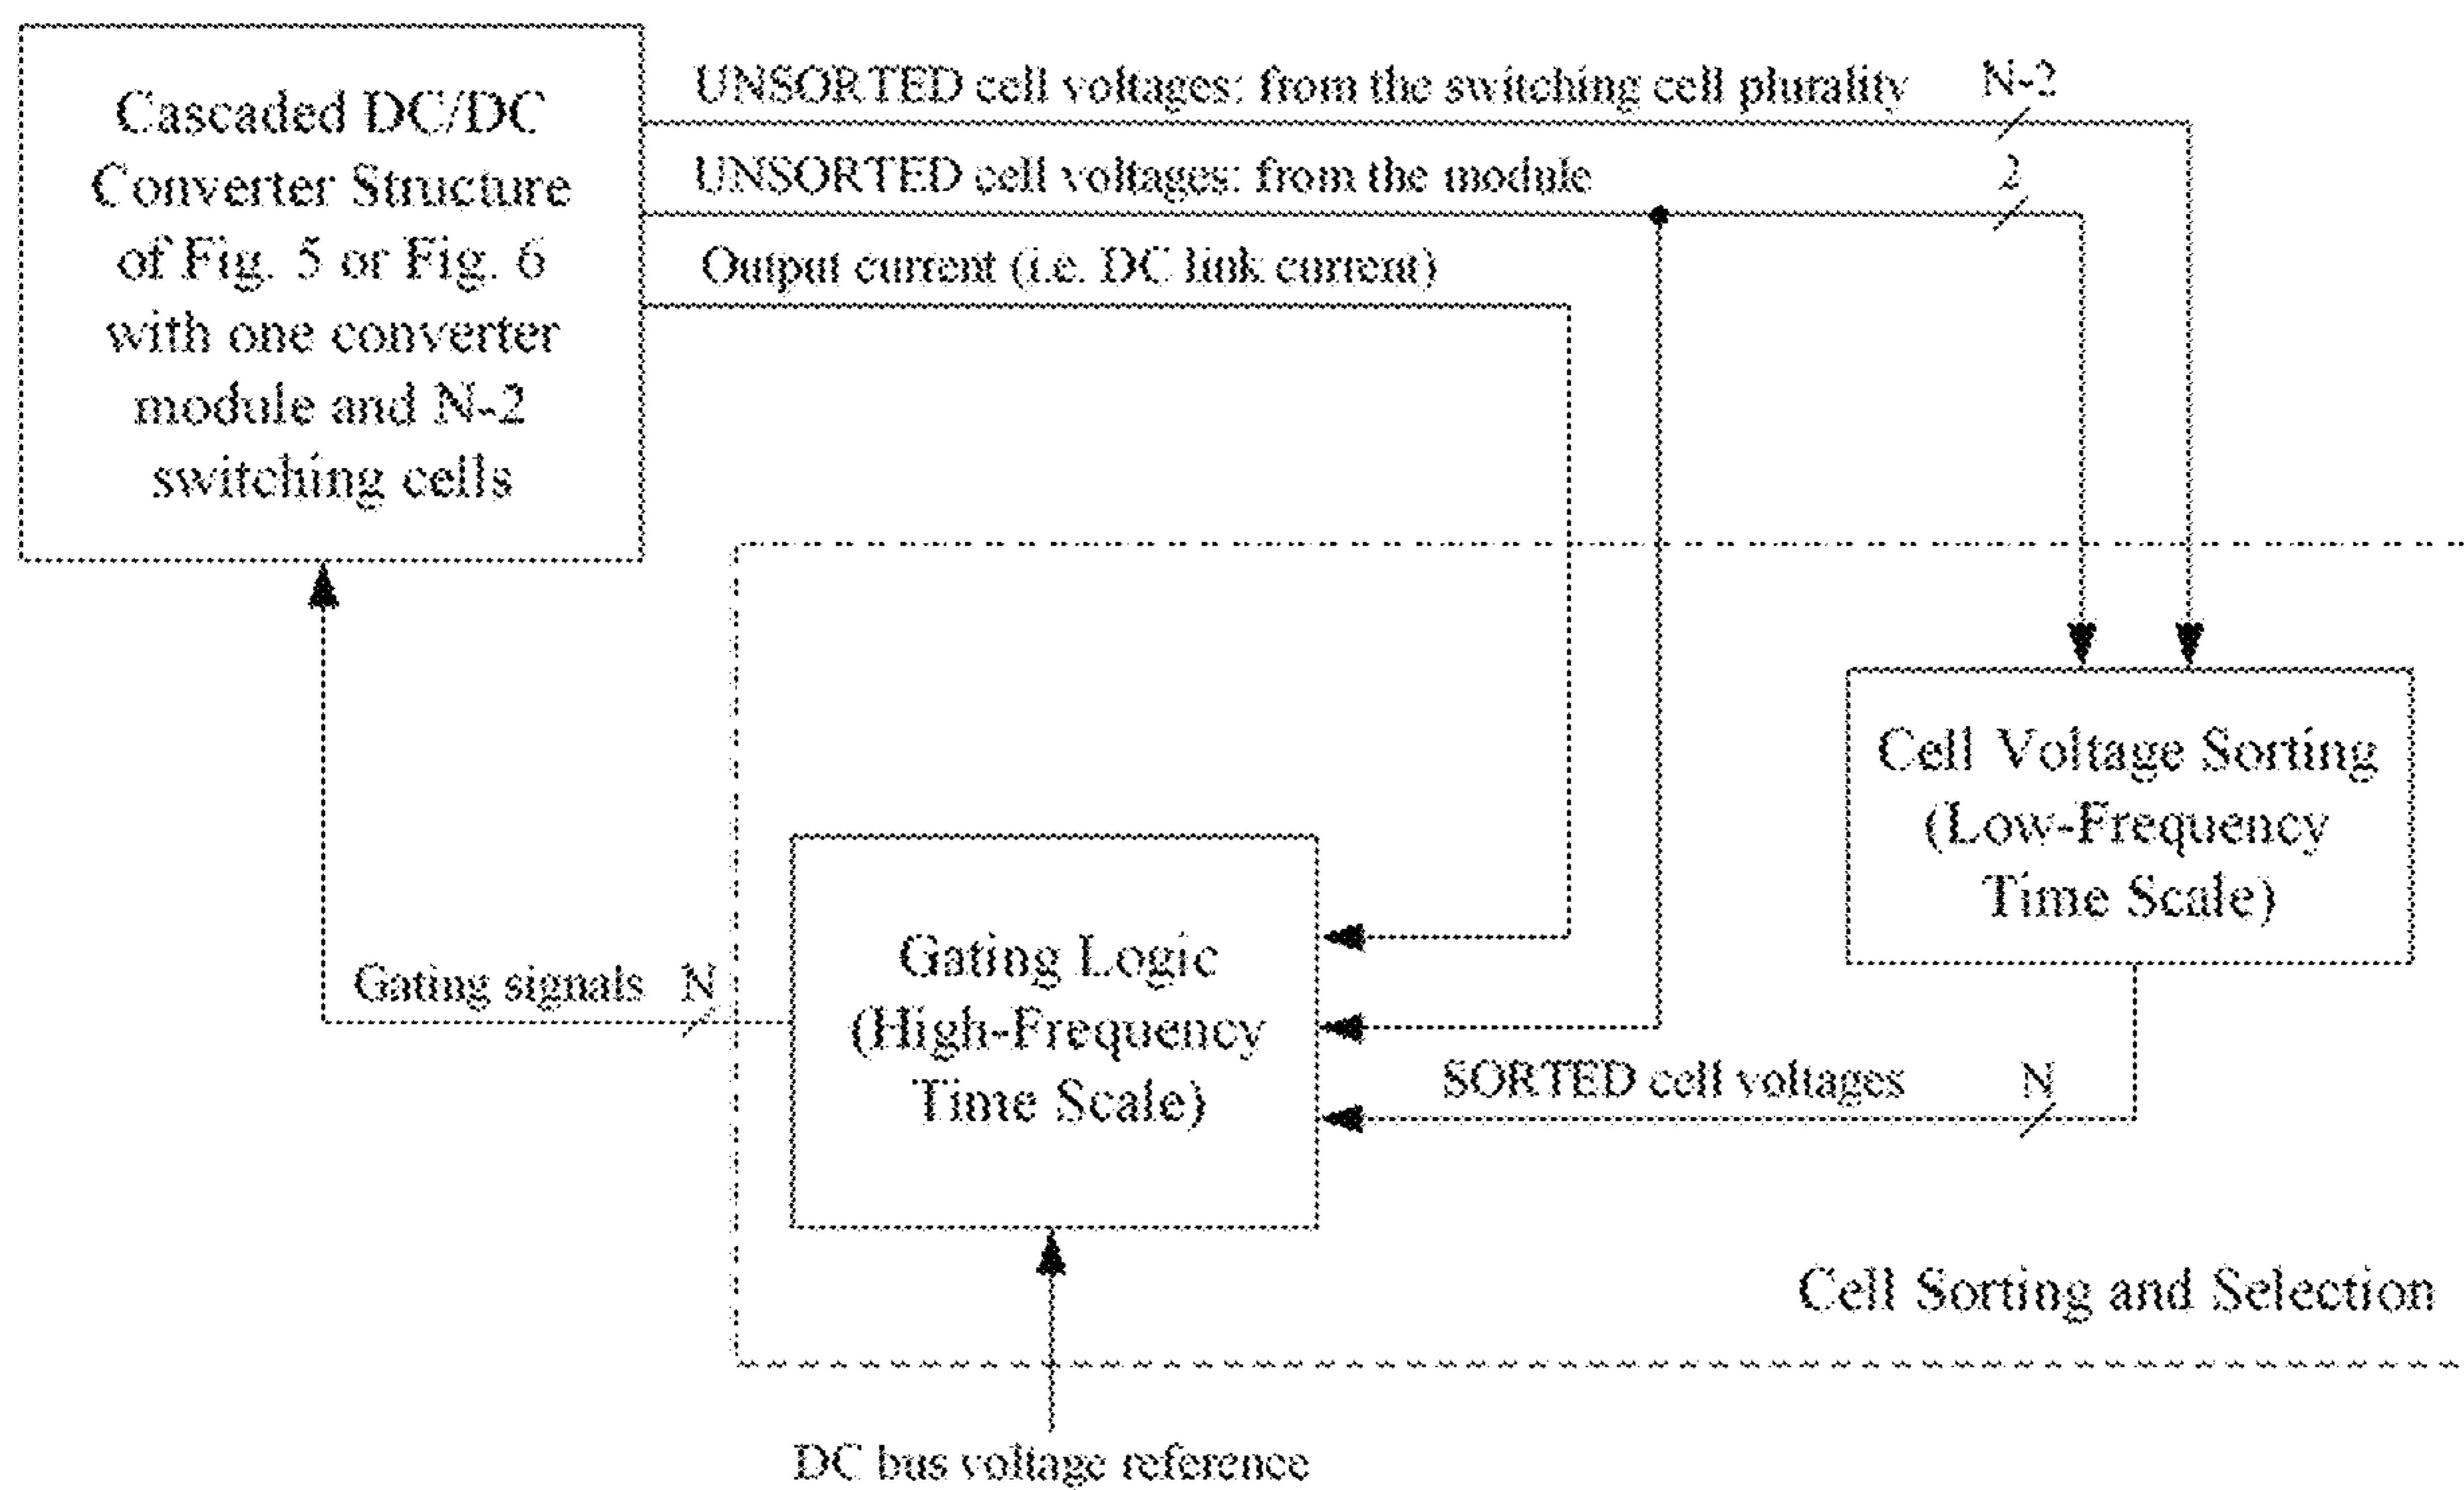 Cascaded DC/DC
Converter Structure
of Fig. 5 or Fig. 6
with one converter
module and N-2
switching cells
UNSORTED cell voltages: from the switching cell plurality N-2
UNSORTED cell voltages: from the module 2
Output current (i.e. DC link current)
Cell Voltage Sorting
(Low-Frequency
Time Scale)
Gating Logic
(High-Frequency
Time Scale)
Gating signals N
SORTED cell voltages N
Cell Sorting and Selection
DC bus voltage reference